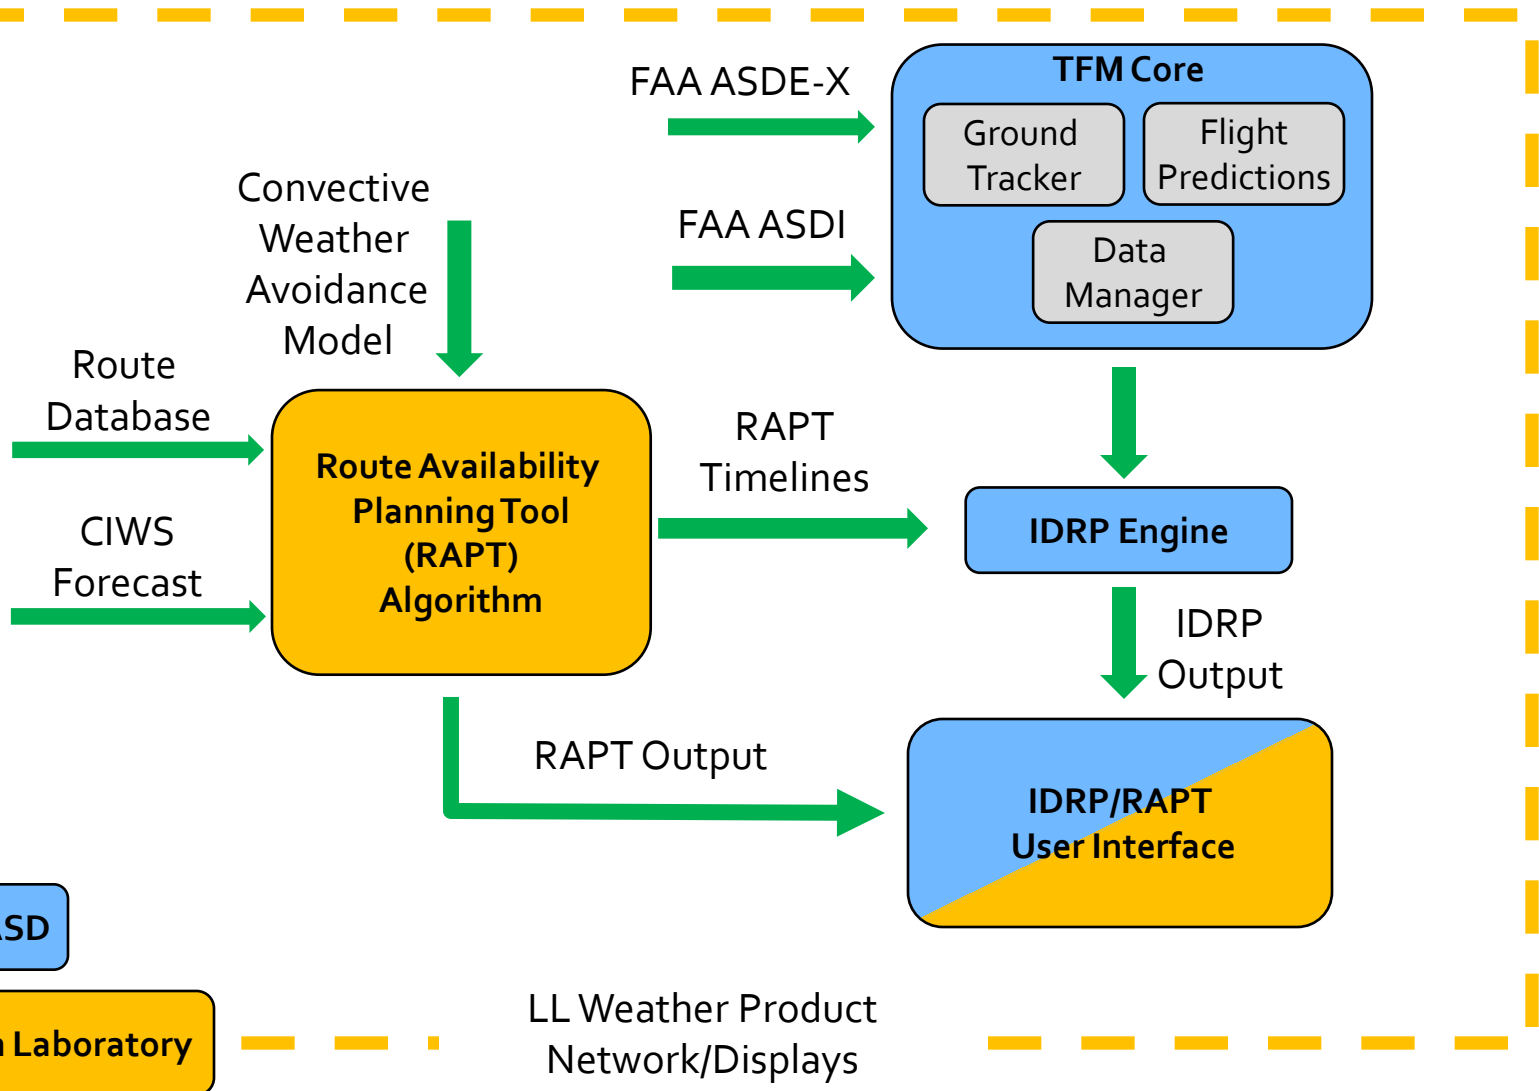 FAA ASDE-X
TFM Core
Ground
Tracker
Flight
Predictions
Data
Manager
FAA ASDI
Convective
Weather
Avoidance
Model
Route
Database
CIWS
Forecast
Route Availability
Planning Tool
(RAPT)
Algorithm
RAPT
Timelines
IDRP Engine
IDRP
Output
RAPT Output
IDRP/RAPT
User Interface
ASD
Laboratory
LL Weather Product
Network/Displays